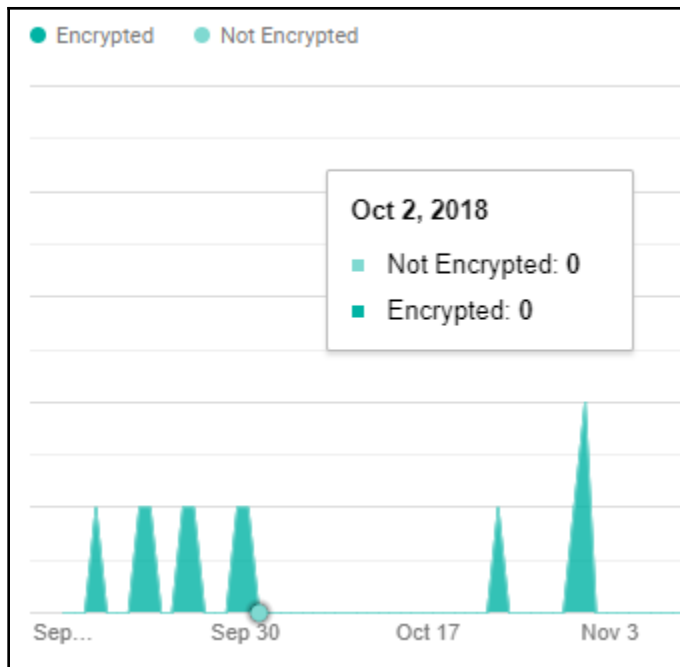 Encrypted Not Encrypted
Oct 2, 2018
Not Encrypted: 0
Encrypted: 0
Sep... Sep 30 Oct 17 Nov 3